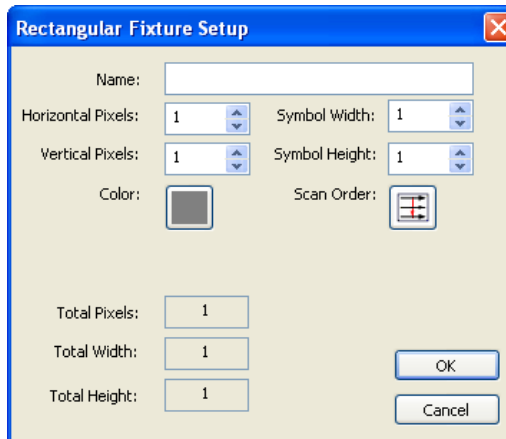 Rectangular Fixture Setup
Name:
Horizontal Pixels: 1 Symbol Width: 1
Vertical Pixels: 1 Symbol Height: 1
Color: Scan Order:
Total Pixels: 1
Total Width: 1
OK
Total Height: 1
Cancel